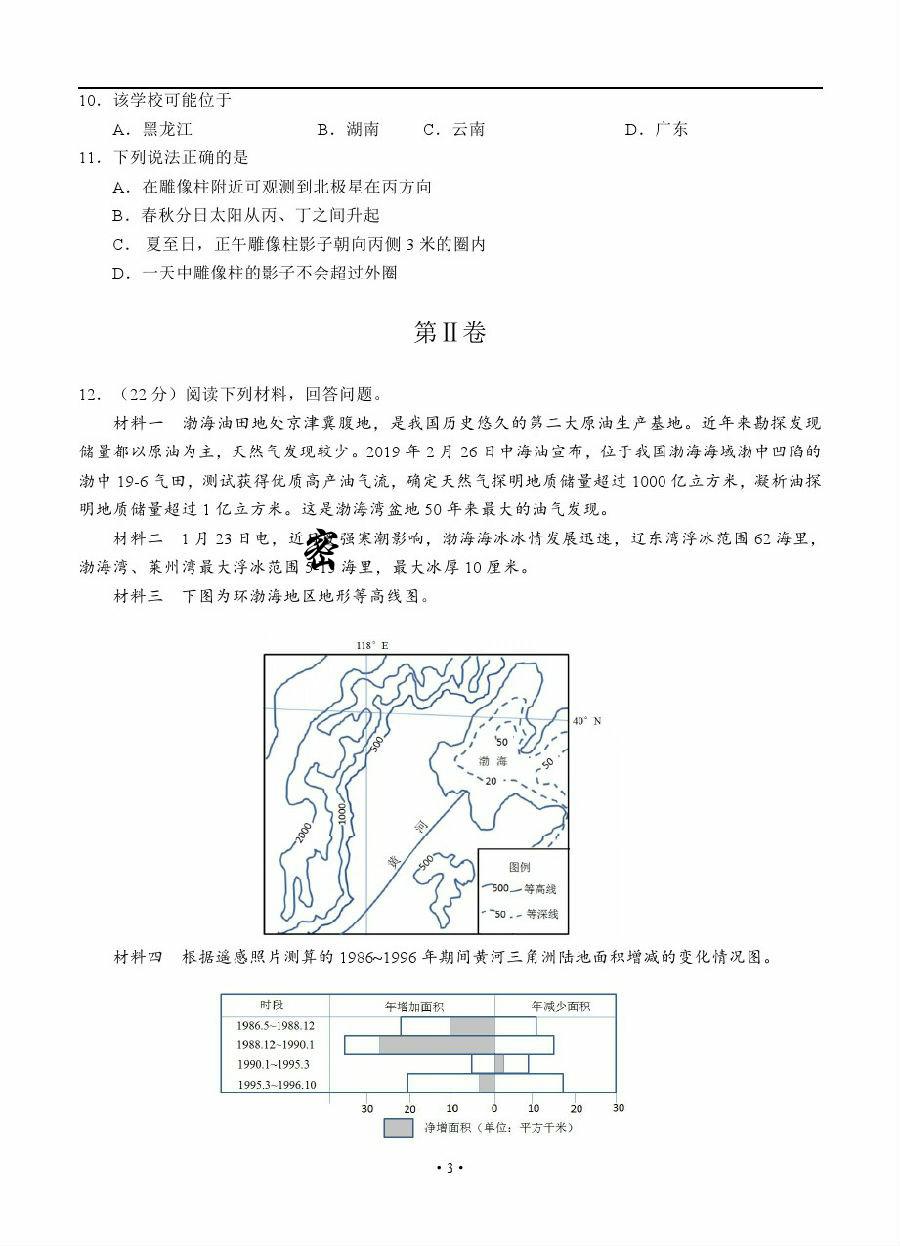 10．该学校可能位于
A．黑龙江 B．湖南 C．云南 D．广东
11．下列说法正确的是
A．在雕像柱附近可观测到北极星在丙方向
B．春秋分日太阳从丙、丁之间升起
C． 夏至日，正午雕像柱影子朝向丙侧 3 米的圈内
D．一天中雕像柱的影子不会超过外圈
第Ⅱ卷
12．（22 分）阅读下列材料，回答问题。
材料一 渤海油田地处京津冀腹地，是我国历史悠久的第二大原油生产基地。近年来勘探发现
储量都以原油为主，天然气发现较少。2019 年 2 月 26 日中海油宣布，位于我国渤海海域渤中凹陷的
渤中 19-6 气田，测试获得优质高产油气流，确定天然气探明地质储量超过 1000 亿立方米，凝析油探
明地质储量超过 1 亿立方米。这是渤海湾盆地 50 年来最大的油气发现。
材料二 1 月 23 日电，近 密 强寒潮影响，渤海海冰冰情发展迅速，辽东湾浮冰范围 62 海里，
渤海湾、莱州湾最大浮冰范围 海里，最大冰厚 10 厘米。
材料三 下图为环渤海地区地形等高线图。
118° E
40° N
500
50
渤 海
50
20
1000
2000
黄 河
500
图例
500 等高线
50 等深线
材料四 根据遥感照片测算的 1986~1996 年期间黄河三角洲陆地面积增减的变化情况图。
时段 年增加面积 年减少面积
1986.5~1988.12
1988.12~1990.1
1990.1~1995.3
1995.3~1996.10
30 20 10 0 10 20 30
净增面积（单位：平方千米）
• 3 •